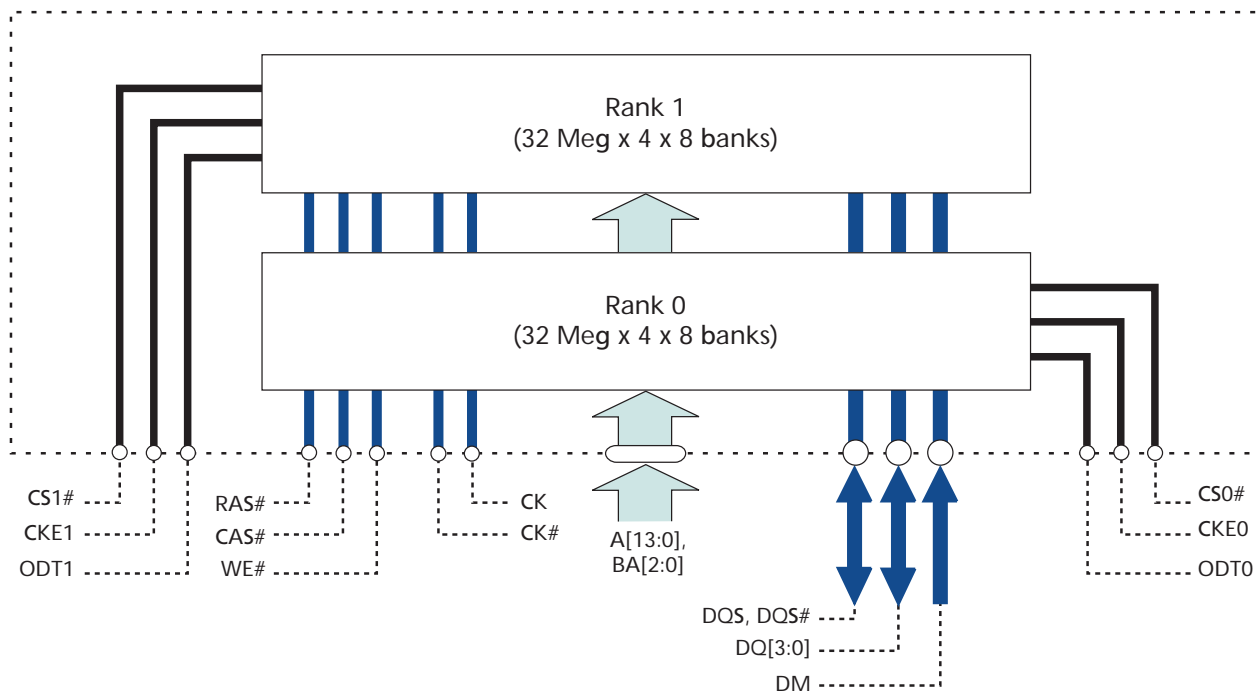 Rank 1
(32 Meg x 4 x 8 banks)
Rank 0
(32 Meg x 4 x 8 banks)
CS1#
CKE1
ODT1
RAS#
CAS#
WE#
CK
CK#
A[13:0],
BA[2:0]
DQS, DQS#
DQ[3:0]
DM
CS0#
CKE0
ODT0